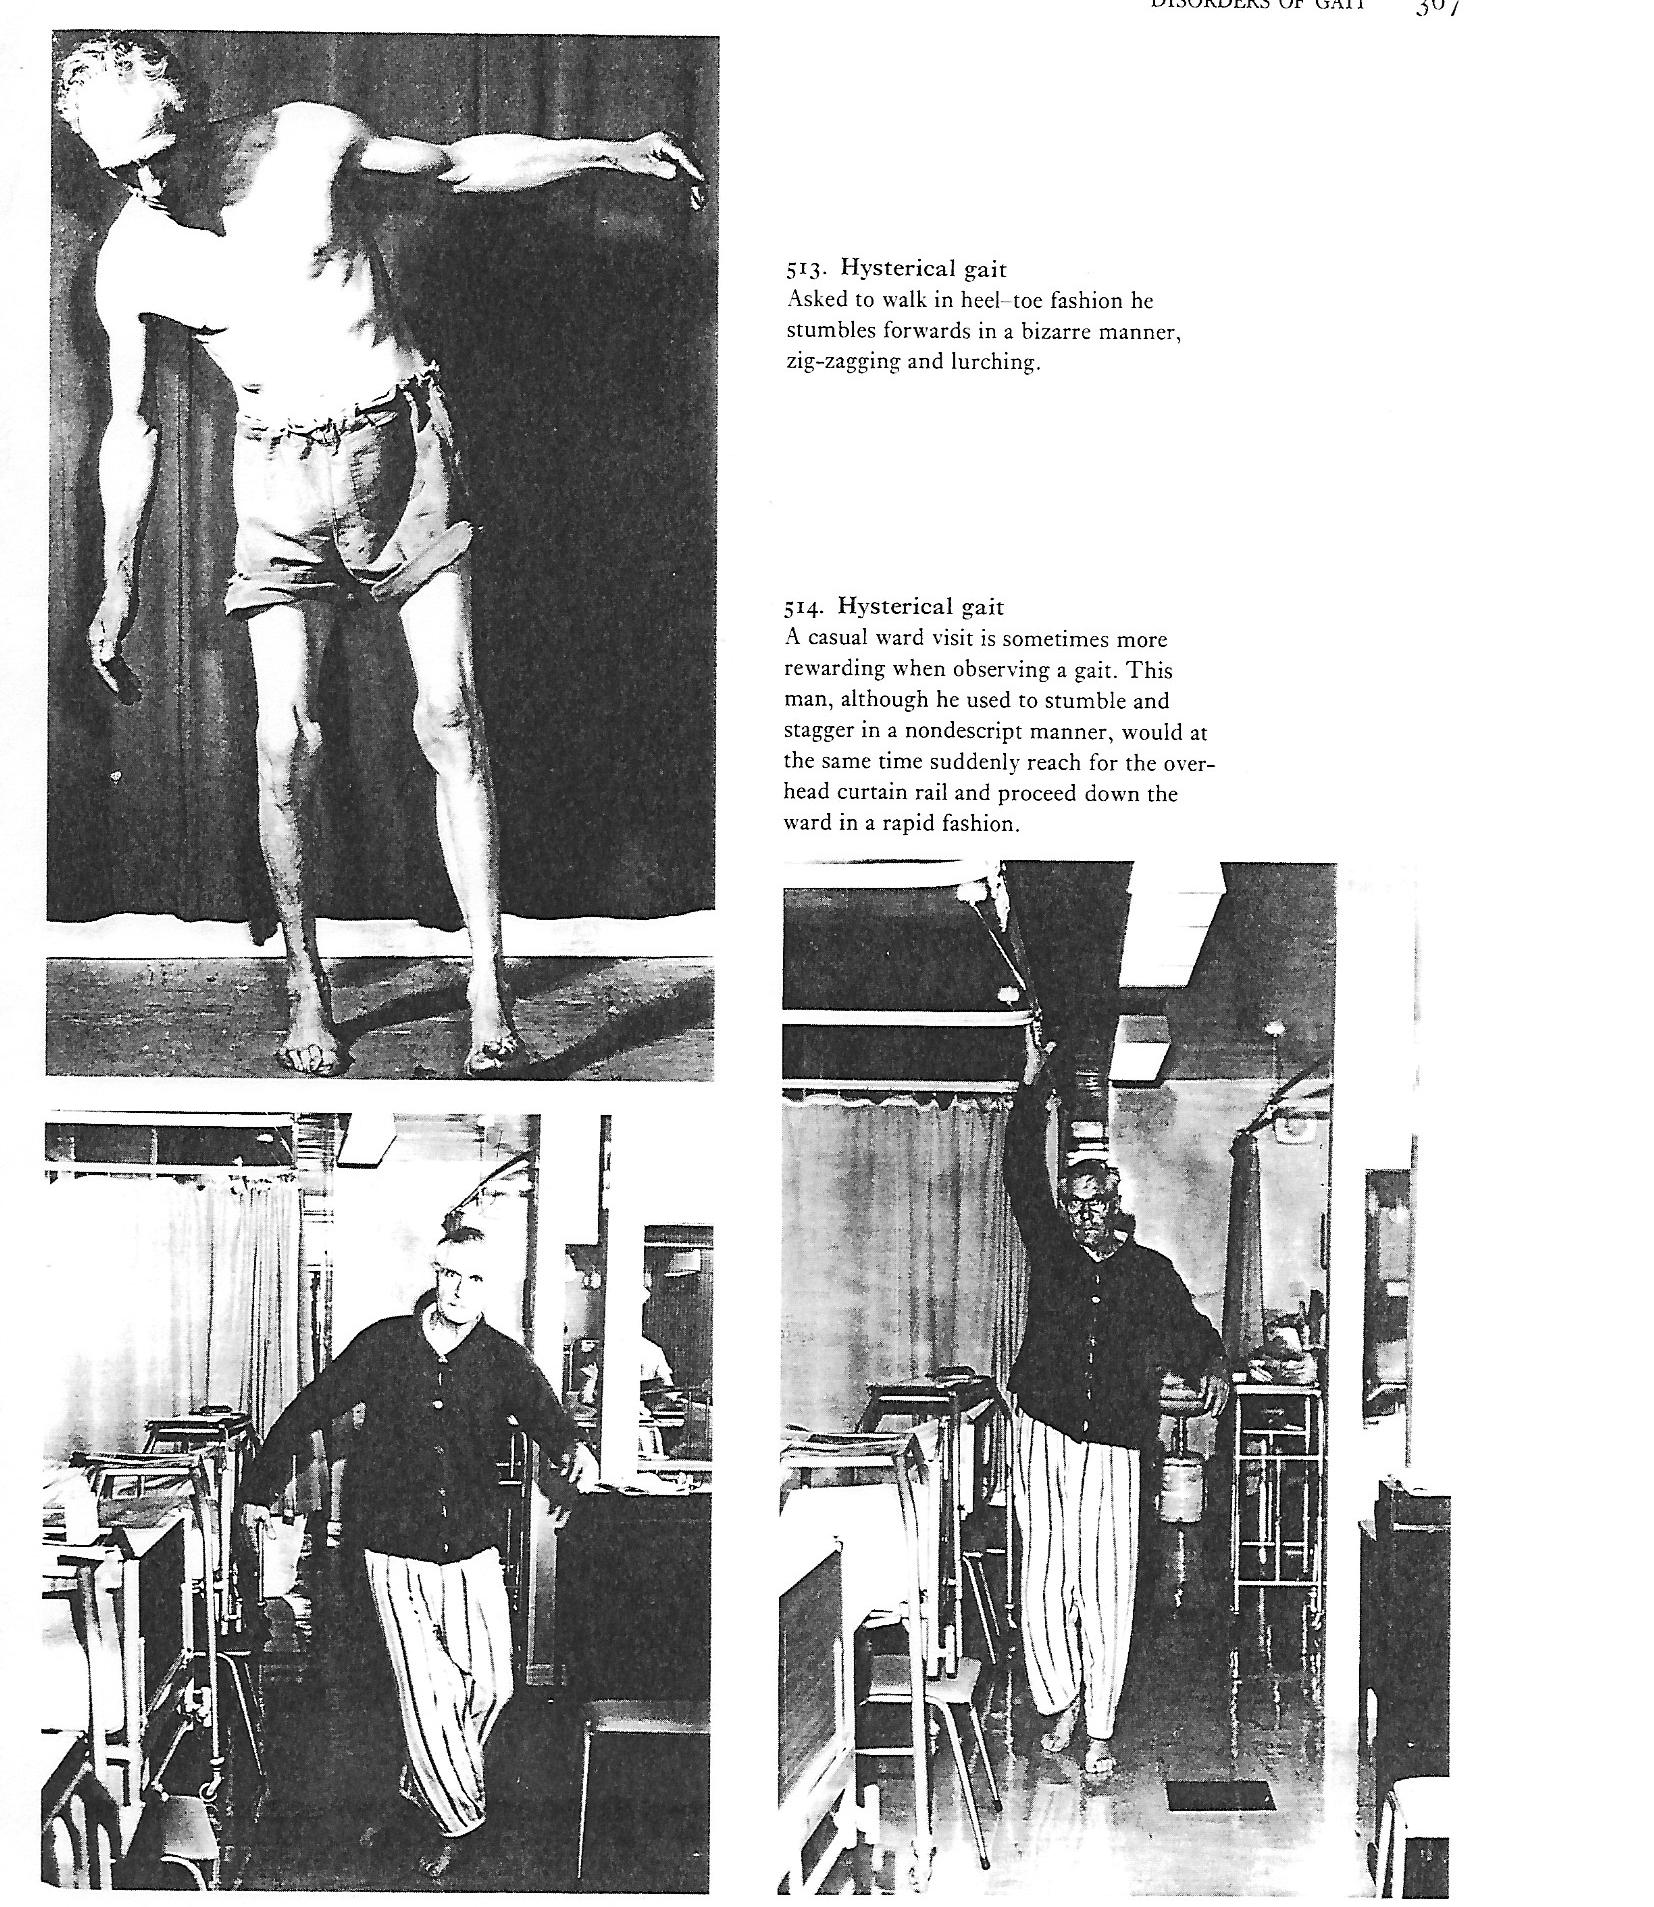 DISORDERS OF GAIT 367
513. Hysterical gait
Asked to walk in heel–toe fashion he
stumbles forwards in a bizarre manner,
zig-zagging and lurching.
514. Hysterical gait
A casual ward visit is sometimes more
rewarding when observing a gait. This
man, although he used to stumble and
stagger in a nondescript manner, would at
the same time suddenly reach for the over-
head curtain rail and proceed down the
ward in a rapid fashion.